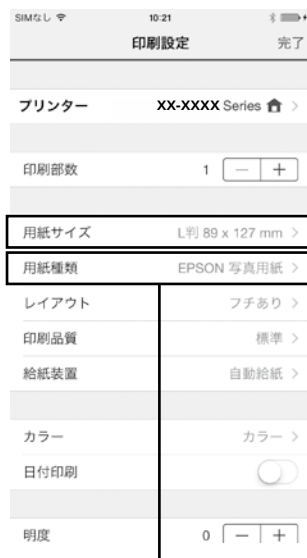 SIMなし 10:21
印刷設定 完了
プリンター XX-XXXX Series
印刷部数 1 − +
用紙サイズ L判 89 x 127 mm
用紙種類 EPSON 写真用紙
レイアウト フチあり
印刷品質 標準
給紙装置 自動給紙
カラー カラー
日付印刷
明度 0 − +